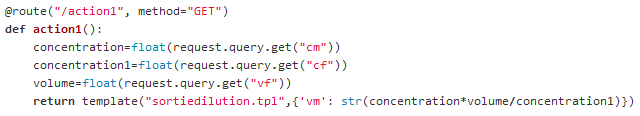 @route("/action1", method="GET")
def action1():
    concentration=float(request.query.get("cm"))
    concentration1=float(request.query.get("cf"))
    volume=float(request.query.get("vf"))
    return template("sortiedilution.tpl",{'vm': str(concentration*volume/concentration1)})